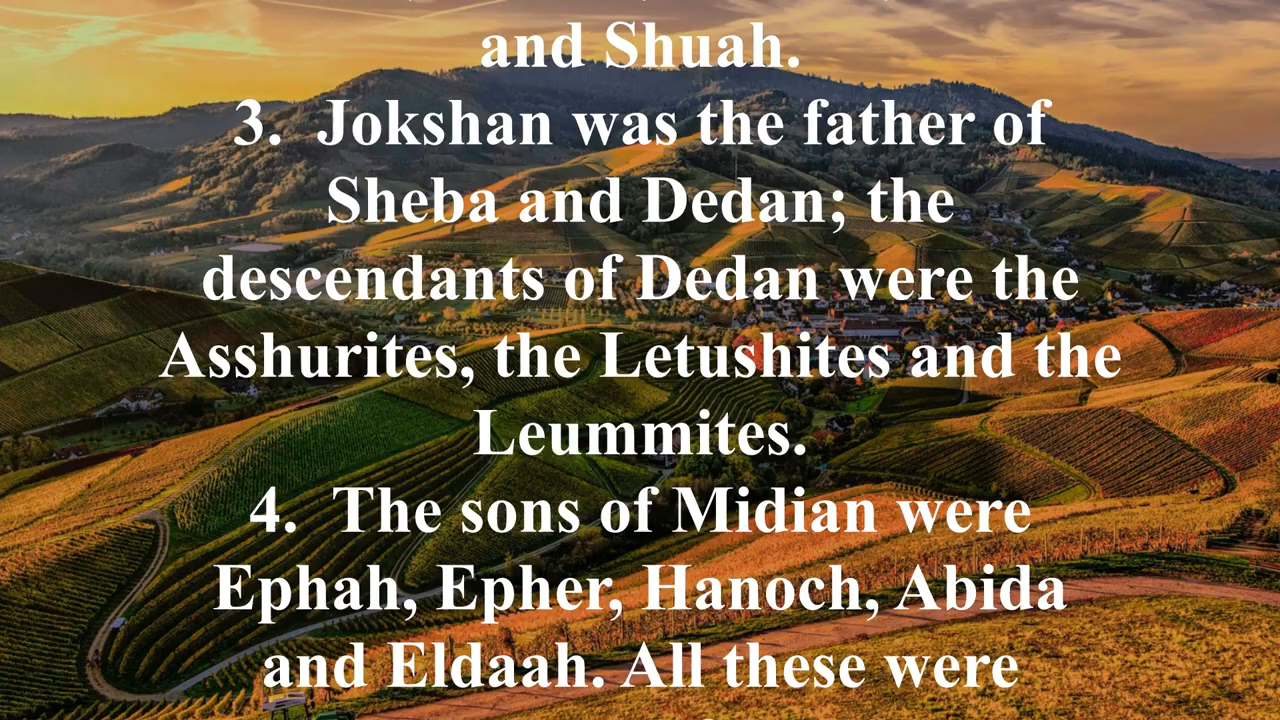 and Shuah.
3. Jokshan was the father of
Sheba and Dedan; the
descendants of Dedan were the
Asshurites, the Letushites and the
Leummites.
4. The sons of Midian were
Ephah, Epher, Hanoch, Abida
and Eldaah. All these were